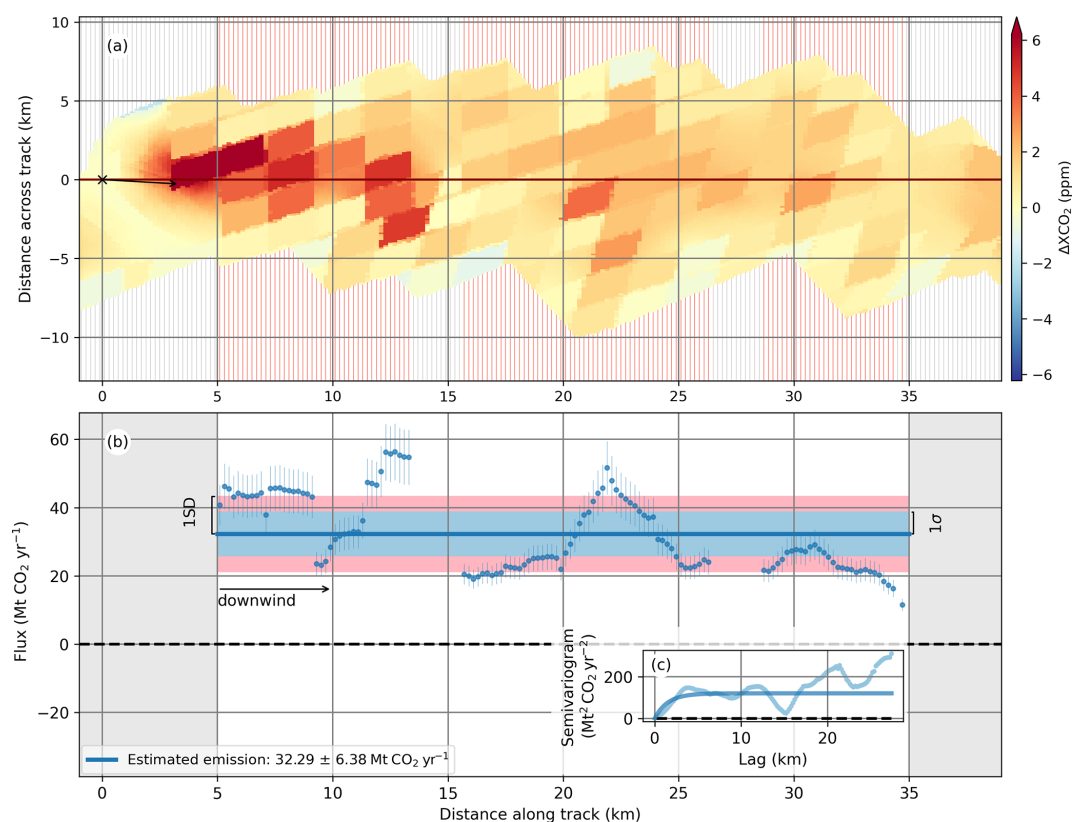 (a)
10
5
0
−5
−10
Distance across track (km)
0
5
10
15
20
25
30
35
6
4
2
0
−2
−4
−6
ΔXCO₂ (ppm)
(b)
60
40
20
0
−20
Flux (Mt CO₂ yr⁻¹)
1SD
1σ
downwind
Estimated emission: 32.29 ± 6.38 Mt CO₂ yr⁻¹
(c)
200
0
Semivariogram
(Mt² CO₂ yr⁻²)
0
10
20
Lag (km)
0
5
10
15
20
25
30
35
Distance along track (km)